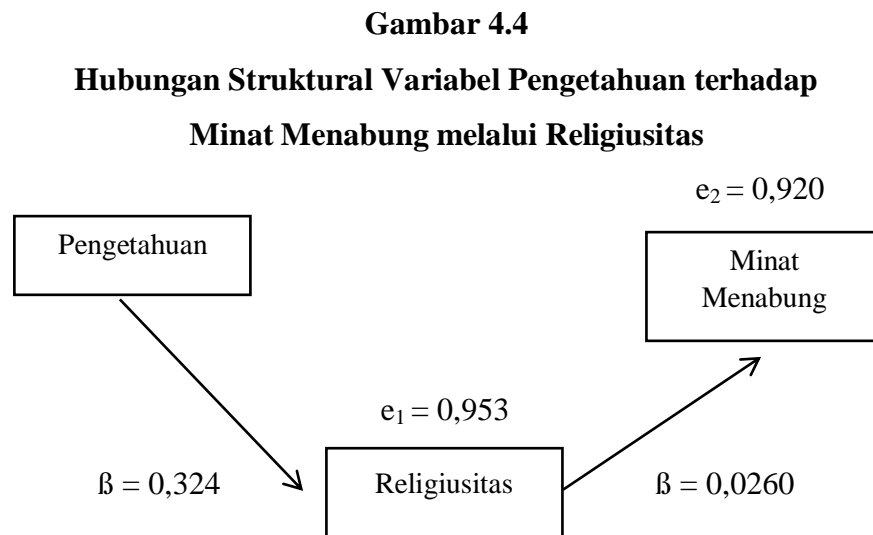 Gambar 4.4
Hubungan Struktural Variabel Pengetahuan terhadap
Minat Menabung melalui Religiusitas
e₂ = 0,920
Pengetahuan
Minat
Menabung
e₁ = 0,953
ß = 0,324
Religiusitas
ß = 0,0260